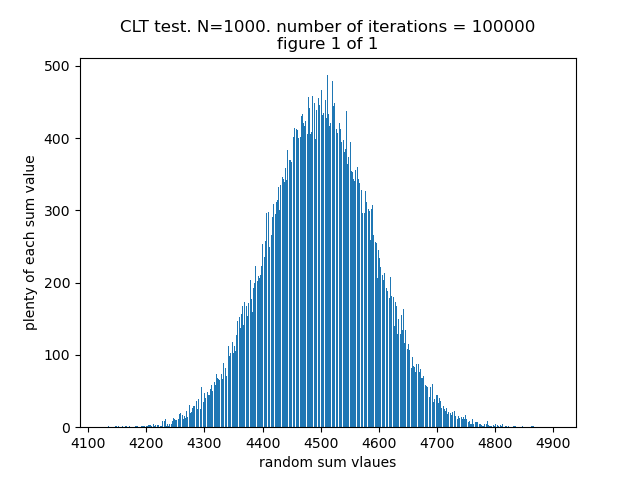 CLT test. N=1000. number of iterations = 100000
figure 1 of 1
500
400
300
200
100
0
plenty of each sum value
4100 4200 4300 4400 4500 4600 4700 4800 4900
random sum vlaues